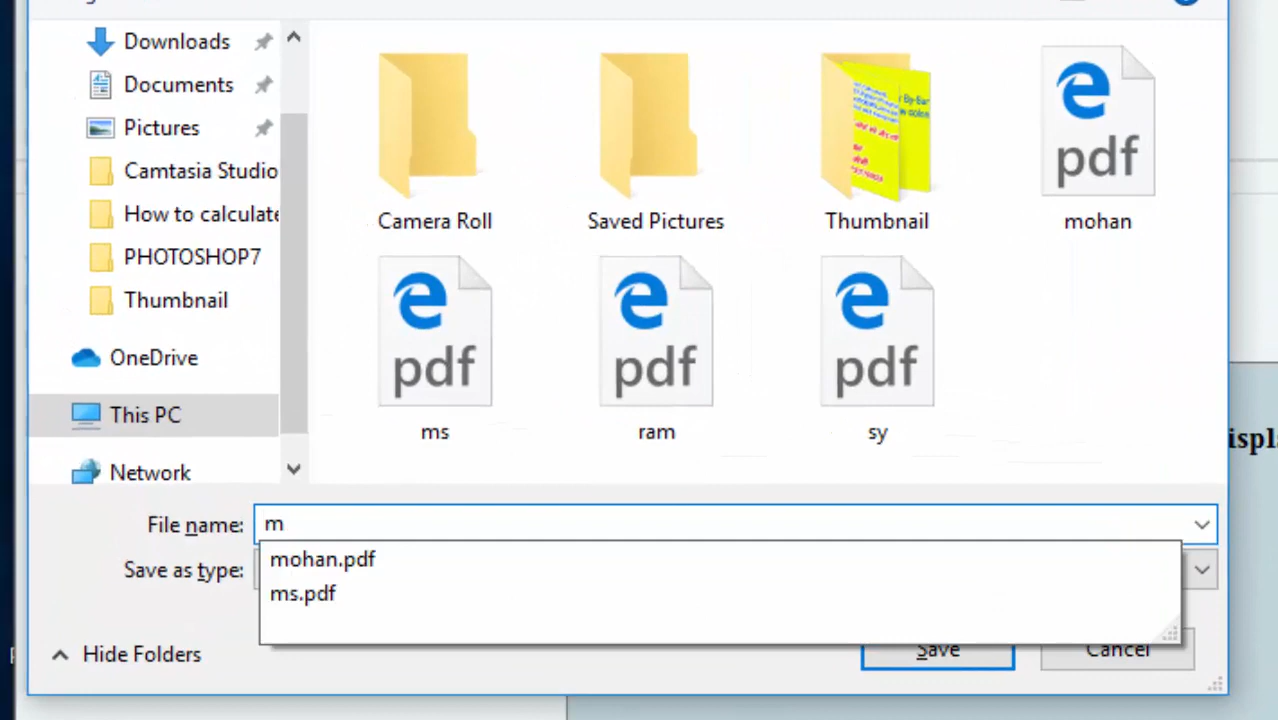 Downloads
Documents
Pictures
Camtasia Studio
How to calculate
PHOTOSHOP7
Thumbnail
OneDrive
This PC
Network
Camera Roll
Saved Pictures
Thumbnail
pdf
mohan
pdf
ms
pdf
ram
pdf
sy
File name:
m
mohan.pdf
ms.pdf
Save as type:
Hide Folders
Save
Cancel